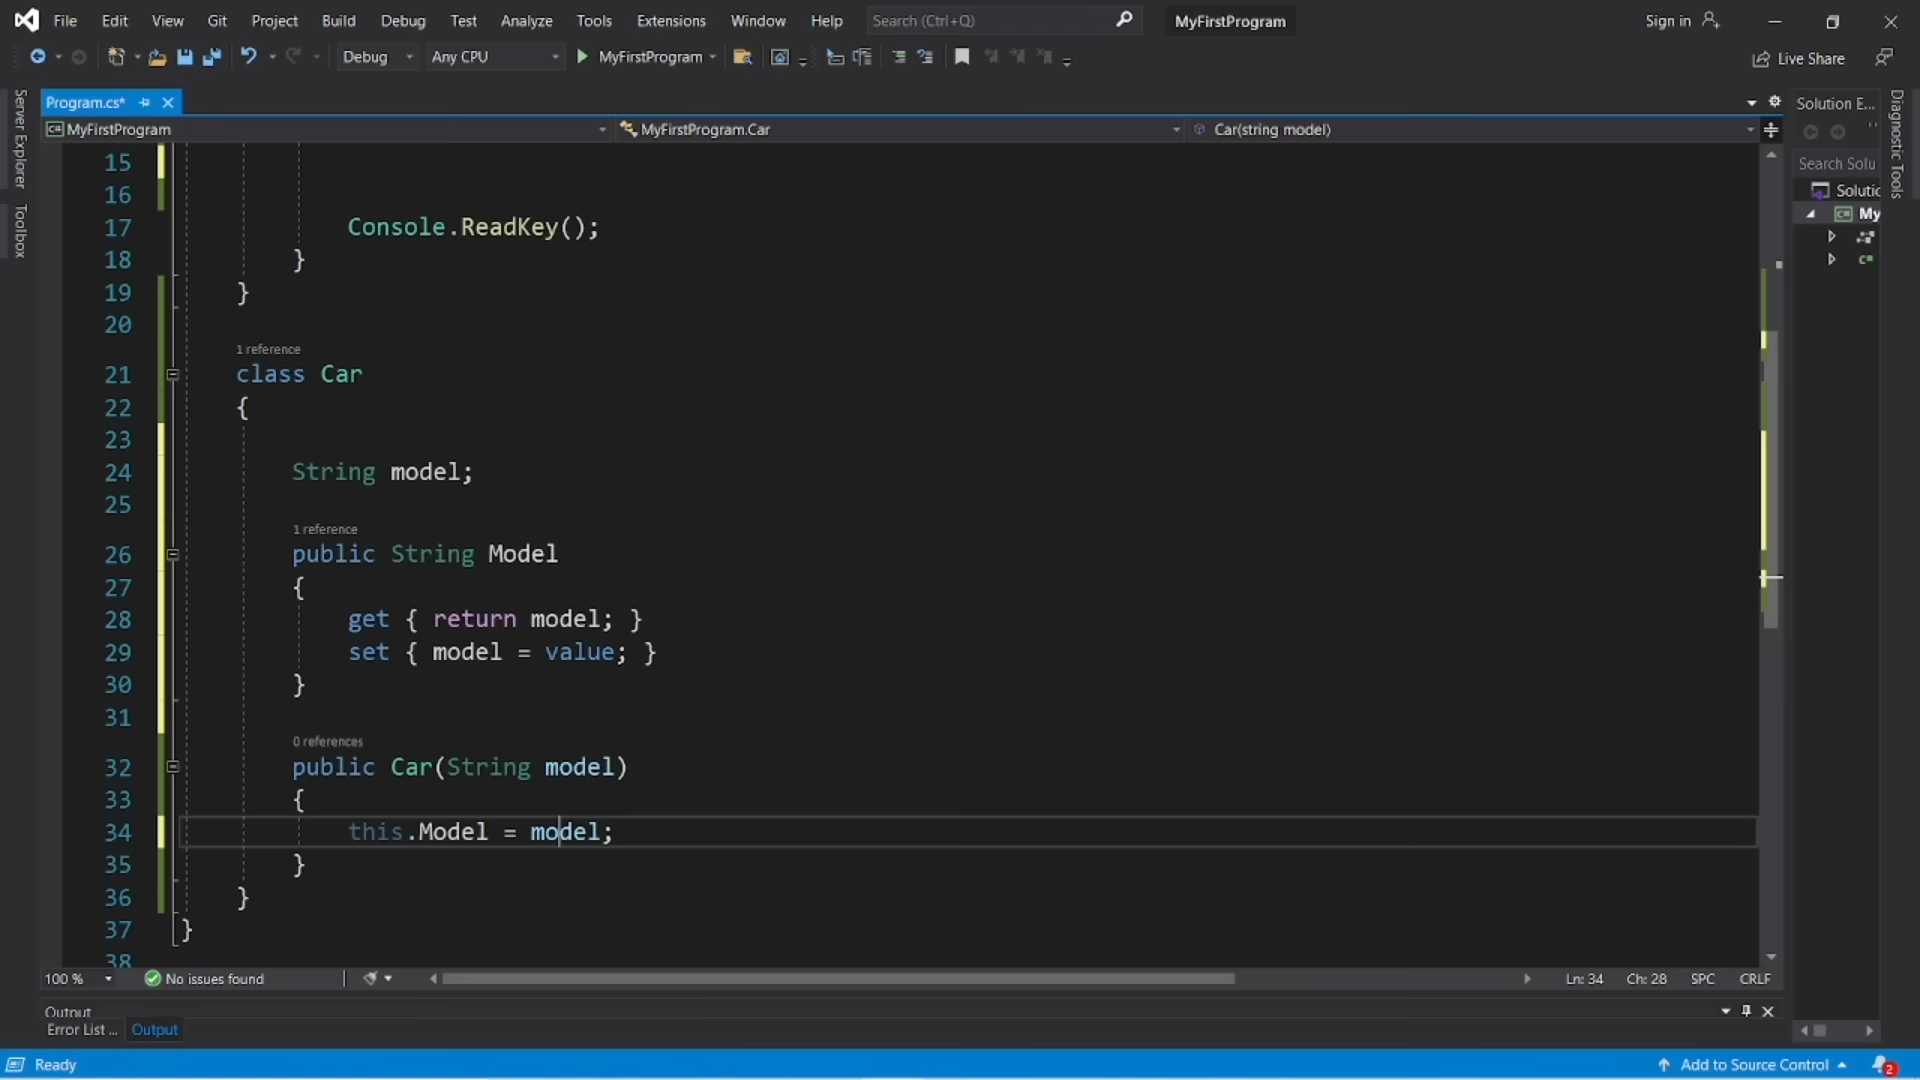 File Edit View Git Project Build Debug Test Analyze Tools Extensions Window Help Search (Ctrl+Q) MyFirstProgram Sign in
Debug Any CPU MyFirstProgram Live Share
Server Explorer
Toolbox
Program.cs*
MyFirstProgram MyFirstProgram.Car Car(string model)
15
16
17 Console.ReadKey();
18 }
19 }
20
1 reference
21 class Car
22 {
23
24 String model;
25
1 reference
26 public String Model
27 {
28 get { return model; }
29 set { model = value; }
30 }
31
0 references
32 public Car(String model)
33 {
34 this.Model = model;
35 }
36 }
37 }
38
100 % No issues found Ln: 34 Ch: 28 SPC CRLF
Output
Error List ... Output
Ready Add to Source Control 2
Solution E...
Search Solu
Solutic
My
C#
Diagnostic Tools